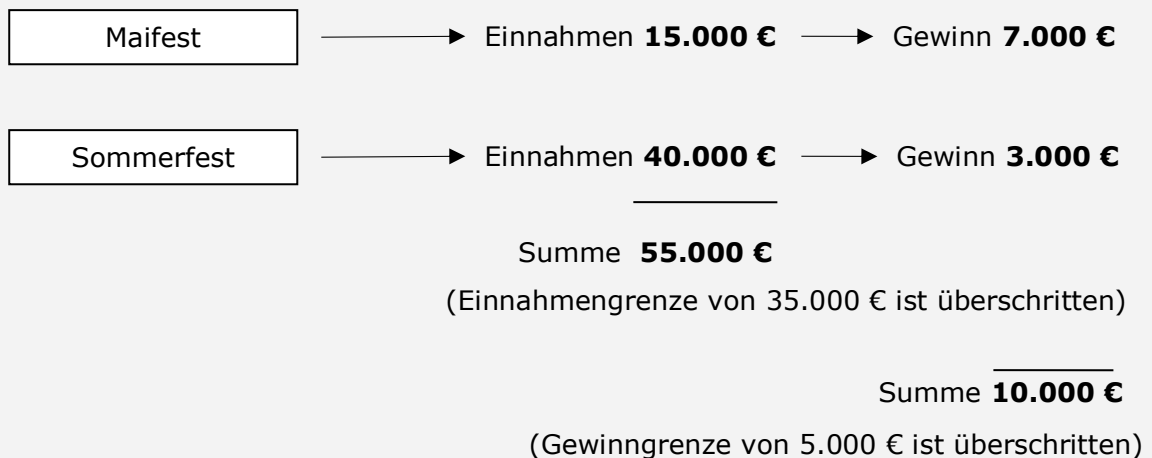 Maifest Einnahmen 15.000 € Gewinn 7.000 €
Sommerfest Einnahmen 40.000 € Gewinn 3.000 €
Summe 55.000 €
(Einnahmengrenze von 35.000 € ist überschritten)
Summe 10.000 €
(Gewinngrenze von 5.000 € ist überschritten)